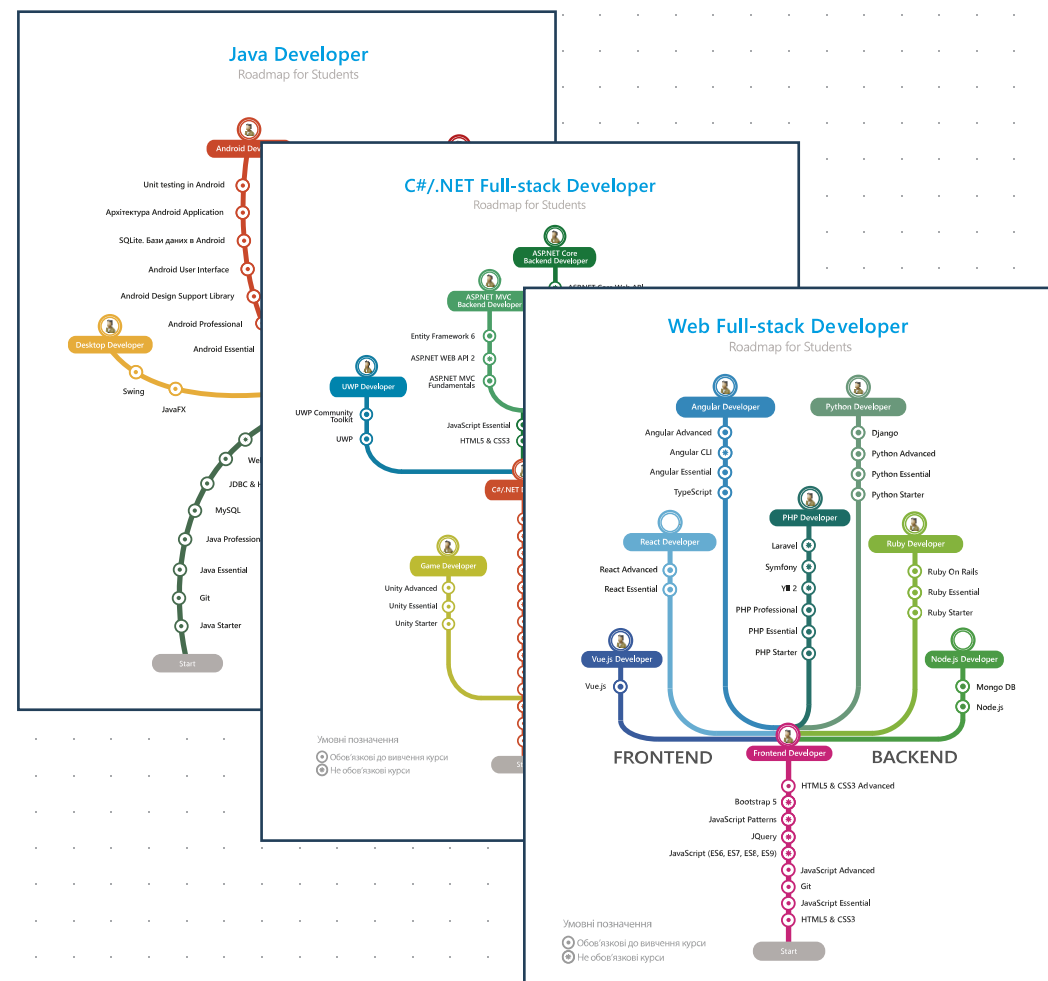 Java Developer
Roadmap for Students
Android Dev
Unit testing in Android
Архітектура Android Application
SQLite. Бази даних в Android
Android User Interface
Android Design Support Library
Android Professional
Desktop Developer
Android Essential
Swing
JavaFX
We
JDBC & H
MySQL
Java Profession
Java Essential
Git
Java Starter
Start
C#/.NET Full-stack Developer
Roadmap for Students
ASP.NET Core
Backend Developer
ASP.NET Core Web API
ASP.NET MVC
Backend Developer
Entity Framework 6
ASP.NET WEB API 2
ASP.NET MVC
Fundamentals
UWP Developer
UWP Community
Toolkit
UWP
JavaScript Essential
HTML5 & CSS3
C#/.NET
Game Developer
Unity Advanced
Unity Essential
Unity Starter
Умовні позначення
Обов'язкові до вивчення курси
Не обов'язкові курси
St
Web Full-stack Developer
Roadmap for Students
Angular Developer
Python Developer
Angular Advanced
Angular CLI
Angular Essential
TypeScript
Django
Python Advanced
Python Essential
Python Starter
PHP Developer
React Developer
Ruby Developer
Laravel
Symfony
PHP Professional
PHP Essential
PHP Starter
React Advanced
React Essential
Ruby On Rails
Ruby Essential
Ruby Starter
Vue.js Developer
Node.js Developer
Vue.js
Mongo DB
Node.js
FRONTEND
Frontend Developer
BACKEND
HTML5 & CSS3 Advanced
Bootstrap 5
JavaScript Patterns
JQuery
JavaScript (ES6, ES7, ES8, ES9)
JavaScript Advanced
Git
JavaScript Essential
HTML5 & CSS3
Умовні позначення
Обов'язкові до вивчення курси
Не обов'язкові курси
Start